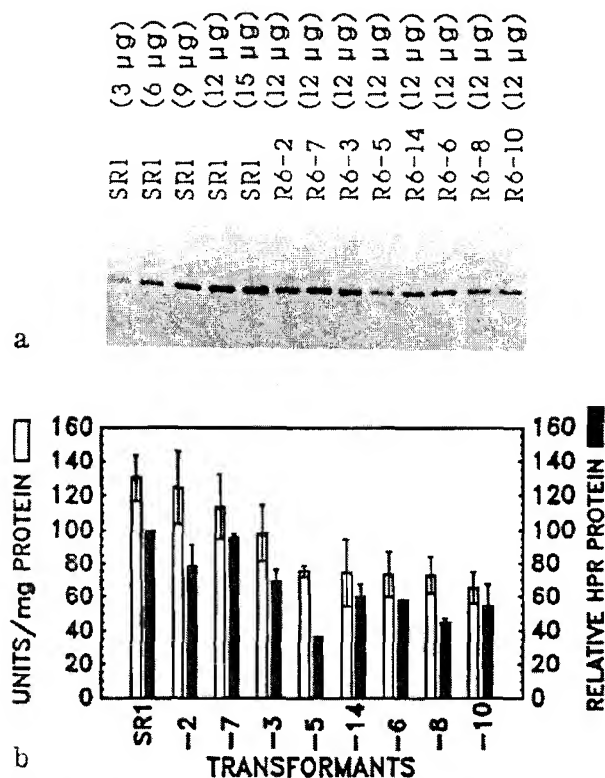 SR1 (3 µg)
SR1 (6 µg)
SR1 (9 µg)
SR1 (12 µg)
SR1 (15 µg)
R6-2 (12 µg)
R6-7 (12 µg)
R6-3 (12 µg)
R6-5 (12 µg)
R6-14 (12 µg)
R6-6 (12 µg)
R6-8 (12 µg)
R6-10 (12 µg)
a
UNITS/mg PROTEIN
160
140
120
100
80
60
40
20
0
160
140
120
100
80
60
40
20
0
RELATIVE HPR PROTEIN
SR1
-2
-7
-3
-5
-14
-6
-8
-10
TRANSFORMANTS
b